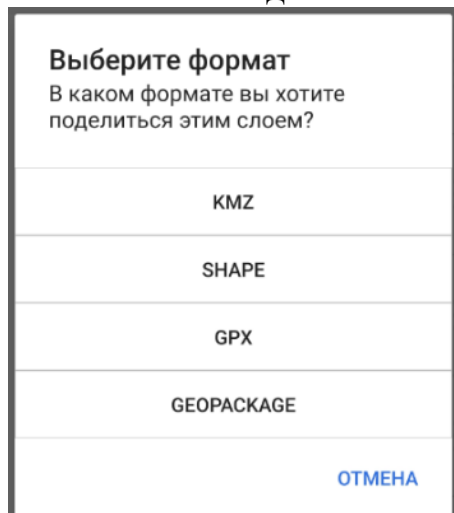 Выберите формат
В каком формате вы хотите
поделиться этим слоем?
KMZ
SHAPE
GPX
GEOPACKAGE
ОТМЕНА